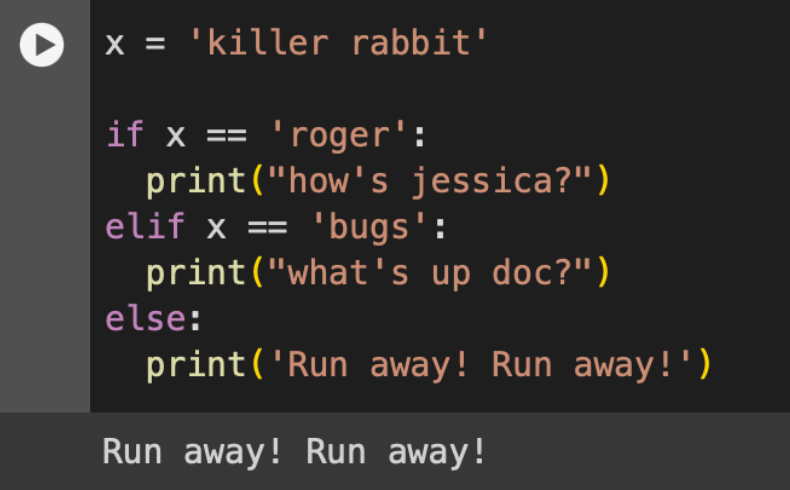 x = 'killer rabbit'

if x == 'roger':
  print("how's jessica?")
elif x == 'bugs':
  print("what's up doc?")
else:
  print('Run away! Run away!')
Run away! Run away!